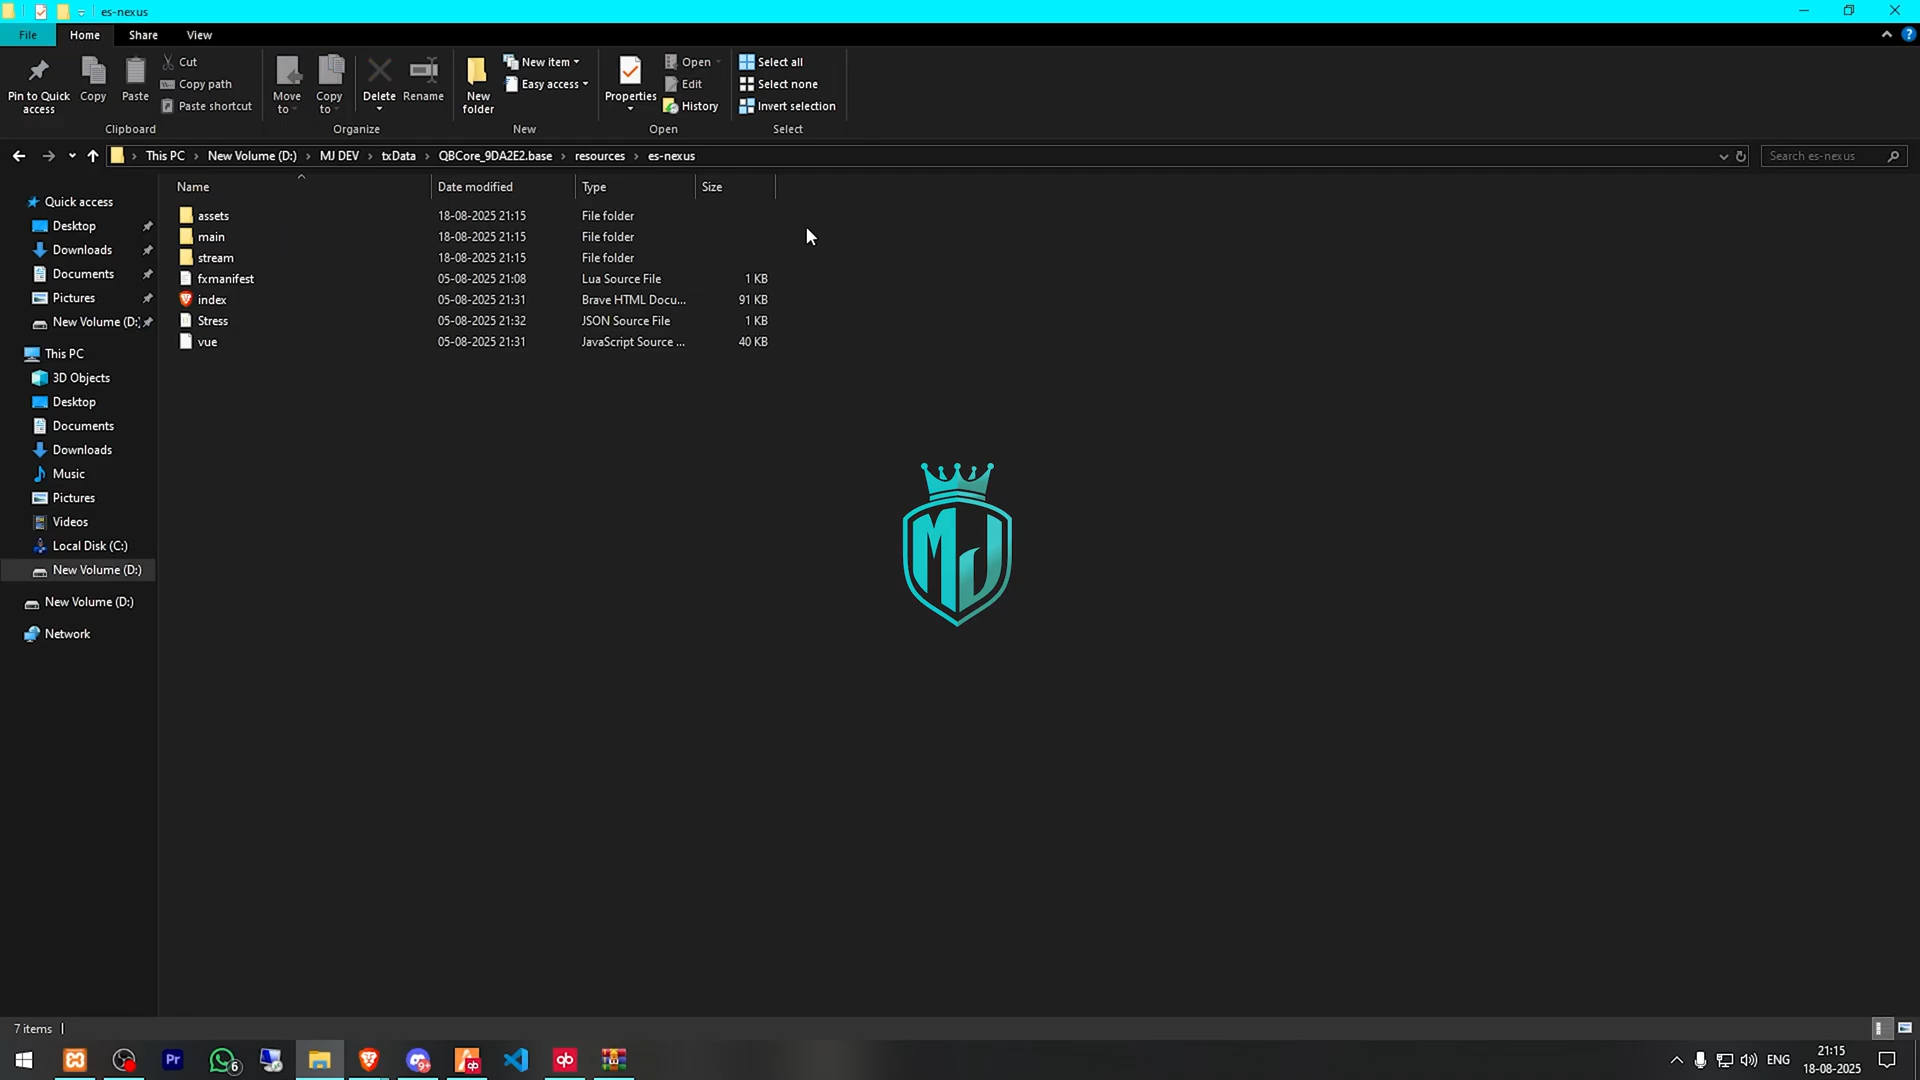 es-nexus
File Home Share View
Pin to Quick access
Copy
Paste
Cut
Copy path
Paste shortcut
Clipboard
Move to
Copy to
Delete
Rename
Organize
New folder
New item
Easy access
New
Properties
Open
Edit
History
Open
Select all
Select none
Invert selection
Select
This PC › New Volume (D:) › MJ DEV › txData › QBCore_9DA2E2.base › resources › es-nexus
Search es-nexus
Name Date modified Type Size
assets 18-08-2025 21:15 File folder
main 18-08-2025 21:15 File folder
stream 18-08-2025 21:15 File folder
fxmanifest 05-08-2025 21:08 Lua Source File 1 KB
index 05-08-2025 21:31 Brave HTML Docu... 91 KB
Stress 05-08-2025 21:32 JSON Source File 1 KB
vue 05-08-2025 21:31 JavaScript Source ... 40 KB
Quick access
Desktop
Downloads
Documents
Pictures
New Volume (D:)
This PC
3D Objects
Desktop
Documents
Downloads
Music
Pictures
Videos
Local Disk (C:)
New Volume (D:)
New Volume (D:)
Network
MJ
7 items
Pr
6
9+
qb
qb
ENG
21:15
18-08-2025